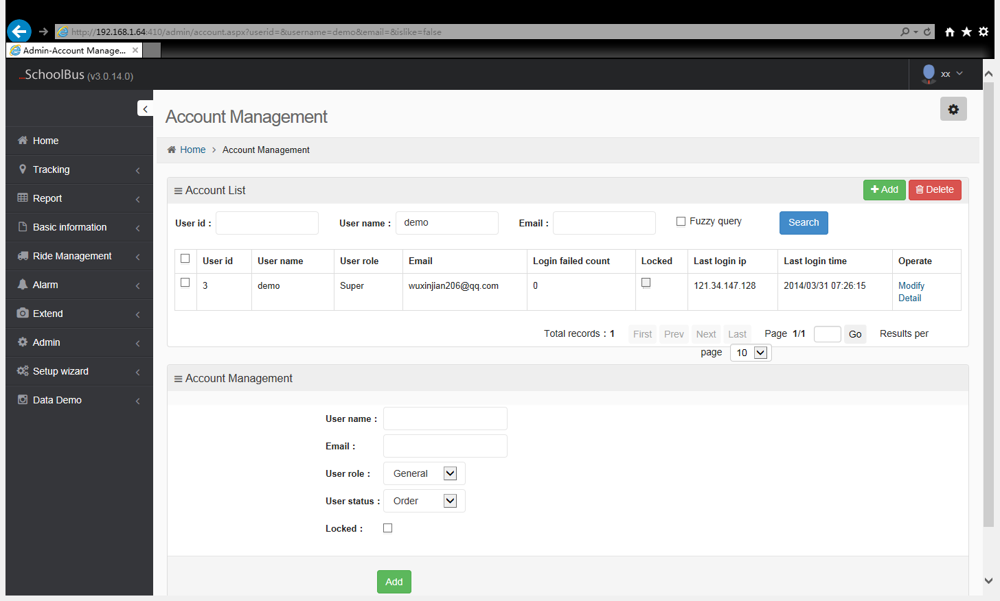 http://192.168.1.64:410/admin/account.aspx?userid=&username=demo&email=&islike=false
Admin-Account Manage...
...SchoolBus (v3.0.14.0)
xx
Account Management
Home
Tracking
Report
Basic information
Ride Management
Alarm
Extend
Admin
Setup wizard
Data Demo
Home > Account Management
Account List
Add Delete
User id : User name : demo Email : Fuzzy query Search
User id User name User role Email Login failed count Locked Last login ip Last login time Operate
3 demo Super wuxinjian206@qq.com 0 121.34.147.128 2014/03/31 07:26:15 Modify
Detail
Total records : 1 First Prev Next Last Page 1/1 Go Results per
page 10
Account Management
User name :
Email :
User role : General
User status : Order
Locked :
Add